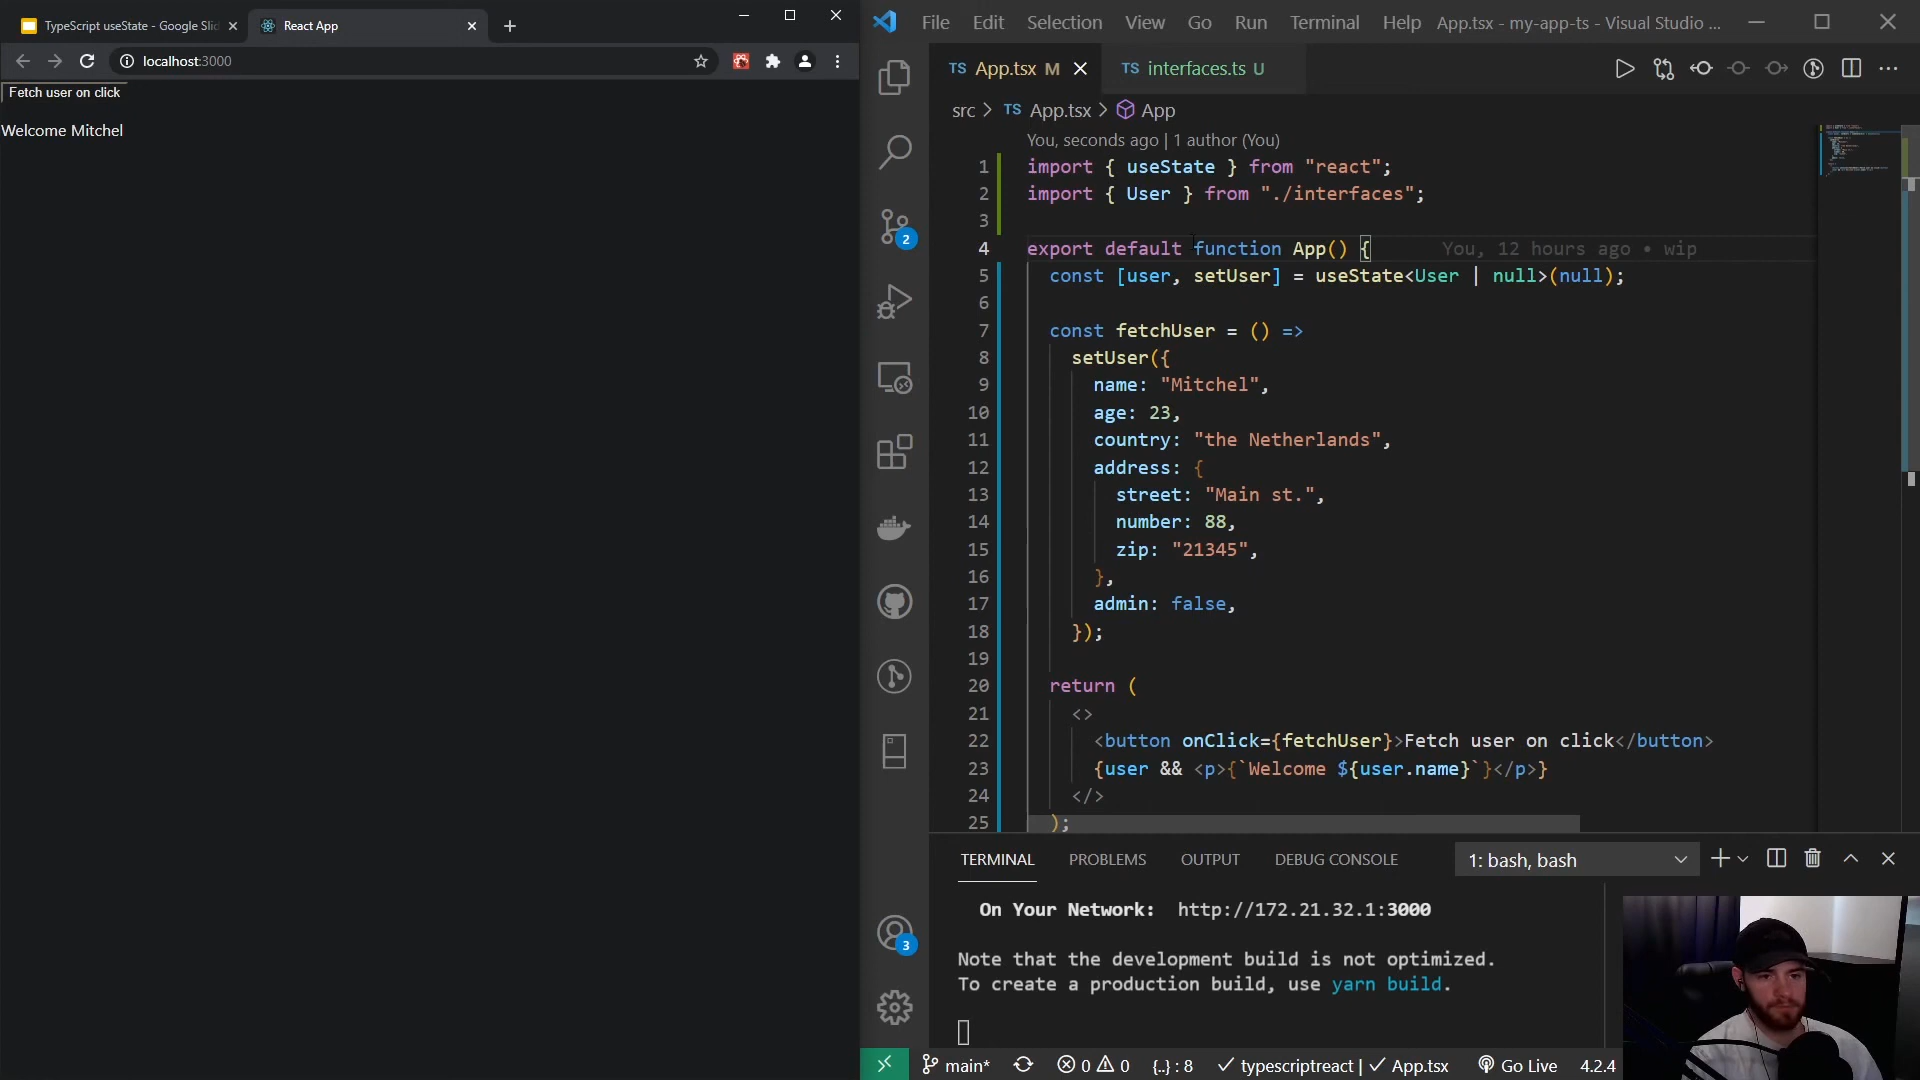 TypeScript useState - Google Slid
React App
localhost:3000
Fetch user on click
Welcome Mitchel
File Edit Selection View Go Run Terminal Help App.tsx - my-app-ts - Visual Studio ...
TS App.tsx M
TS interfaces.ts U
src > TS App.tsx > App
You, seconds ago | 1 author (You)
1 import { useState } from "react";
2 import { User } from "./interfaces";
3
4 export default function App() { You, 12 hours ago • wip
5 const [user, setUser] = useState<User | null>(null);
6
7 const fetchUser = () =>
8 setUser({
9 name: "Mitchel",
10 age: 23,
11 country: "the Netherlands",
12 address: {
13 street: "Main st.",
14 number: 88,
15 zip: "21345",
16 },
17 admin: false,
18 });
19
20 return (
21 <>
22 <button onClick={fetchUser}>Fetch user on click</button>
23 {user && <p>{`Welcome ${user.name}`}</p>}
24 </>
25 );
2
3
TERMINAL PROBLEMS OUTPUT DEBUG CONSOLE 1: bash, bash
On Your Network: http://172.21.32.1:3000
Note that the development build is not optimized.
To create a production build, use yarn build.
main* 0 0 {..} : 8 typescriptreact | App.tsx Go Live 4.2.4